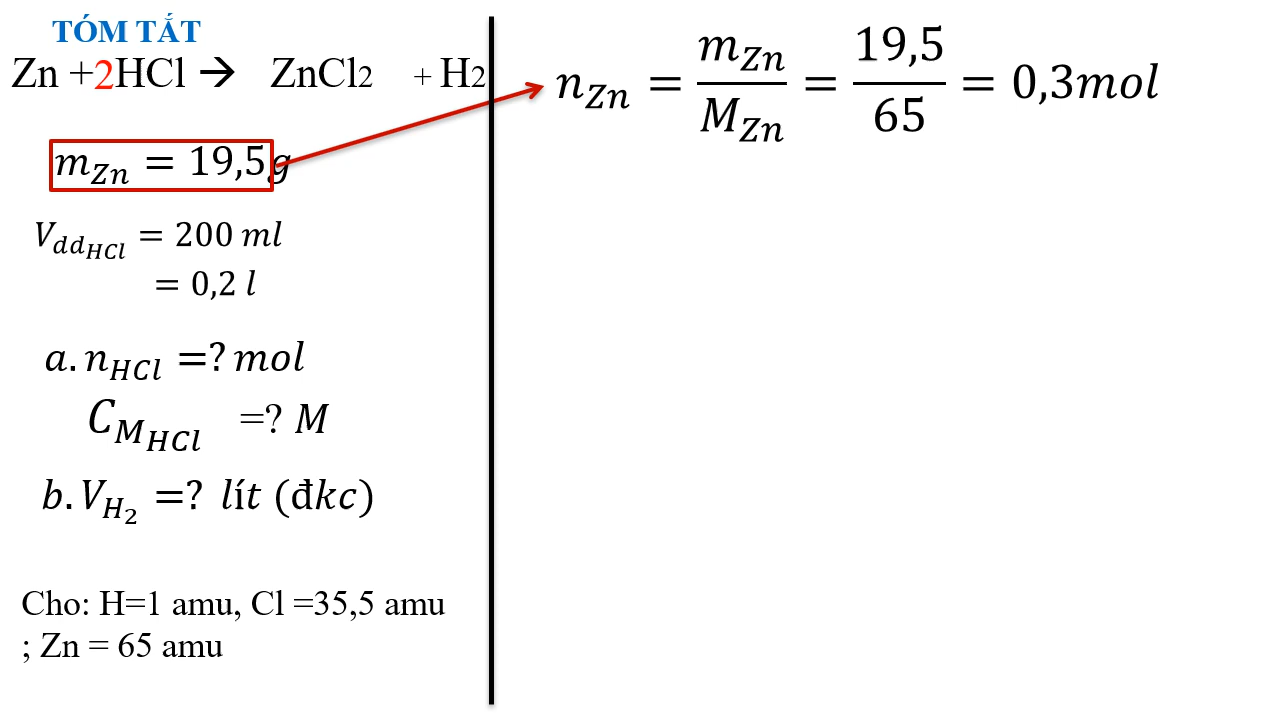 TÓM TẮT
Zn +2HCl → ZnCl2 + H2
m_Zn = 19,5g
V_dd_HCl = 200 ml
= 0,2 l
a. n_HCl =? mol
C_M_HCl =? M
b. V_H2 =? lít (đkc)
Cho: H=1 amu, Cl =35,5 amu
; Zn = 65 amu
n_Zn = m_Zn / M_Zn = 19,5 / 65 = 0,3mol